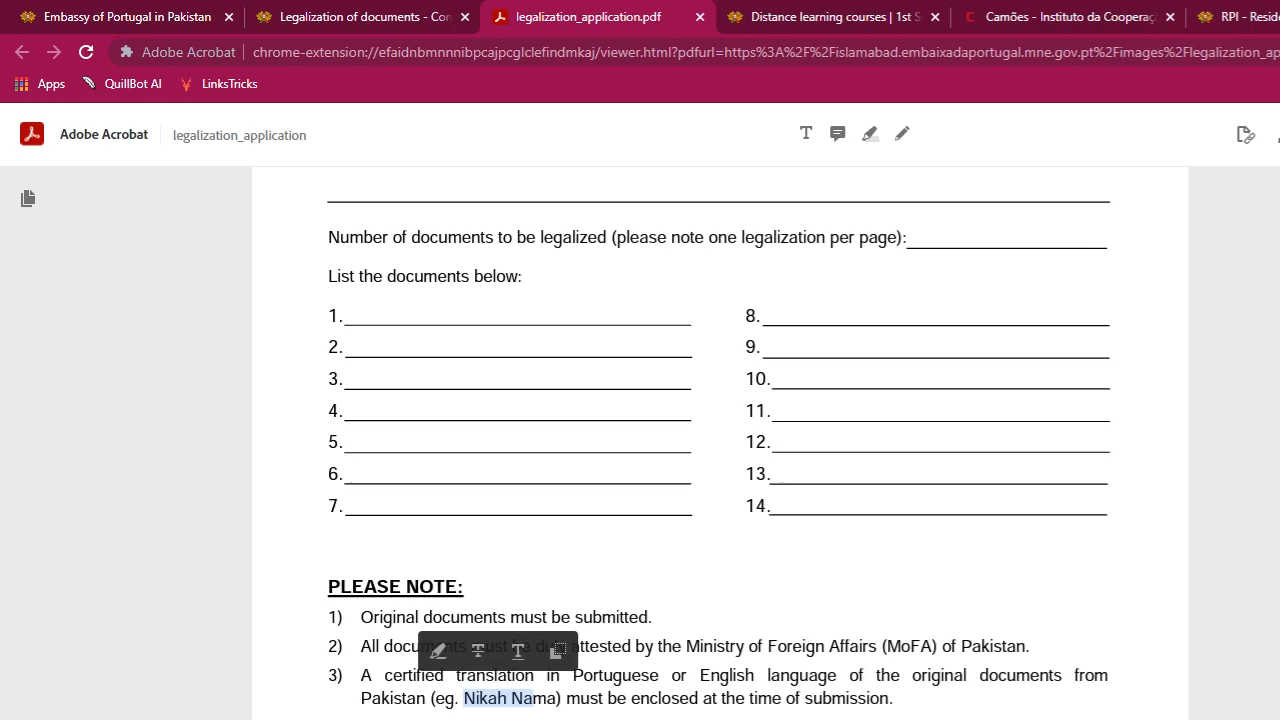 Embassy of Portugal in Pakistan
Legalization of documents - Con
legalization_application.pdf
Distance learning courses | 1st S
Camões - Instituto da Cooperaç
RPI - Reside
Adobe Acrobat
chrome-extension://efaidnbmnnnibpcajpcglclefindmkaj/viewer.html?pdfurl=https%3A%2F%2Fislamabad.embaixadaportugal.mne.gov.pt%2Fimages%2Flegalization_ap
Apps
QuillBot AI
LinksTricks
Adobe Acrobat
legalization_application
Number of documents to be legalized (please note one legalization per page):
List the documents below:
1.
2.
3.
4.
5.
6.
7.
8.
9.
10.
11.
12.
13.
14.
PLEASE NOTE:
1) Original documents must be submitted.
2) All documents must be duly attested by the Ministry of Foreign Affairs (MoFA) of Pakistan.
3) A certified translation in Portuguese or English language of the original documents from
Pakistan (eg. Nikah Nama) must be enclosed at the time of submission.